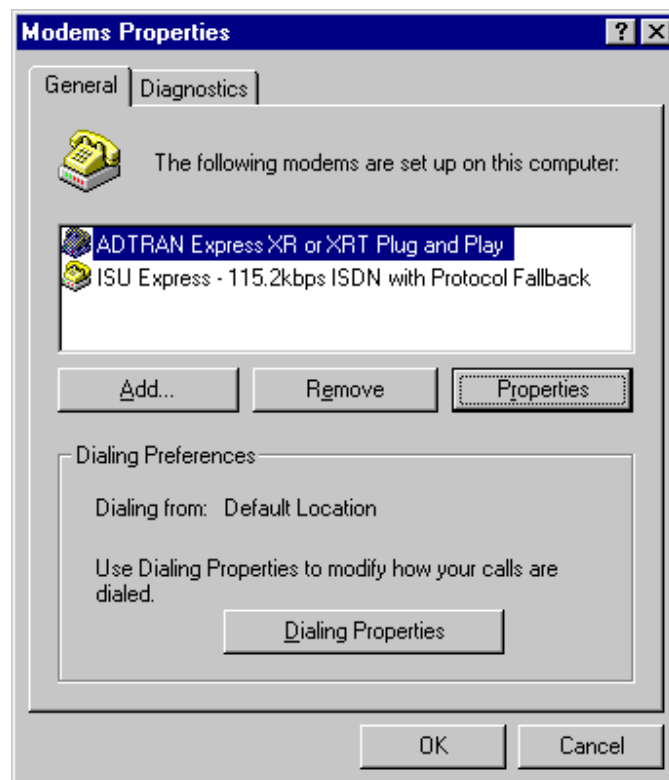 Modems Properties
General Diagnostics
The following modems are set up on this computer:
ADTRAN Express XR or XRT Plug and Play
ISU Express - 115.2kbps ISDN with Protocol Fallback
Add... Remove Properties
Dialing Preferences
Dialing from: Default Location
Use Dialing Properties to modify how your calls are
dialed.
Dialing Properties
OK Cancel